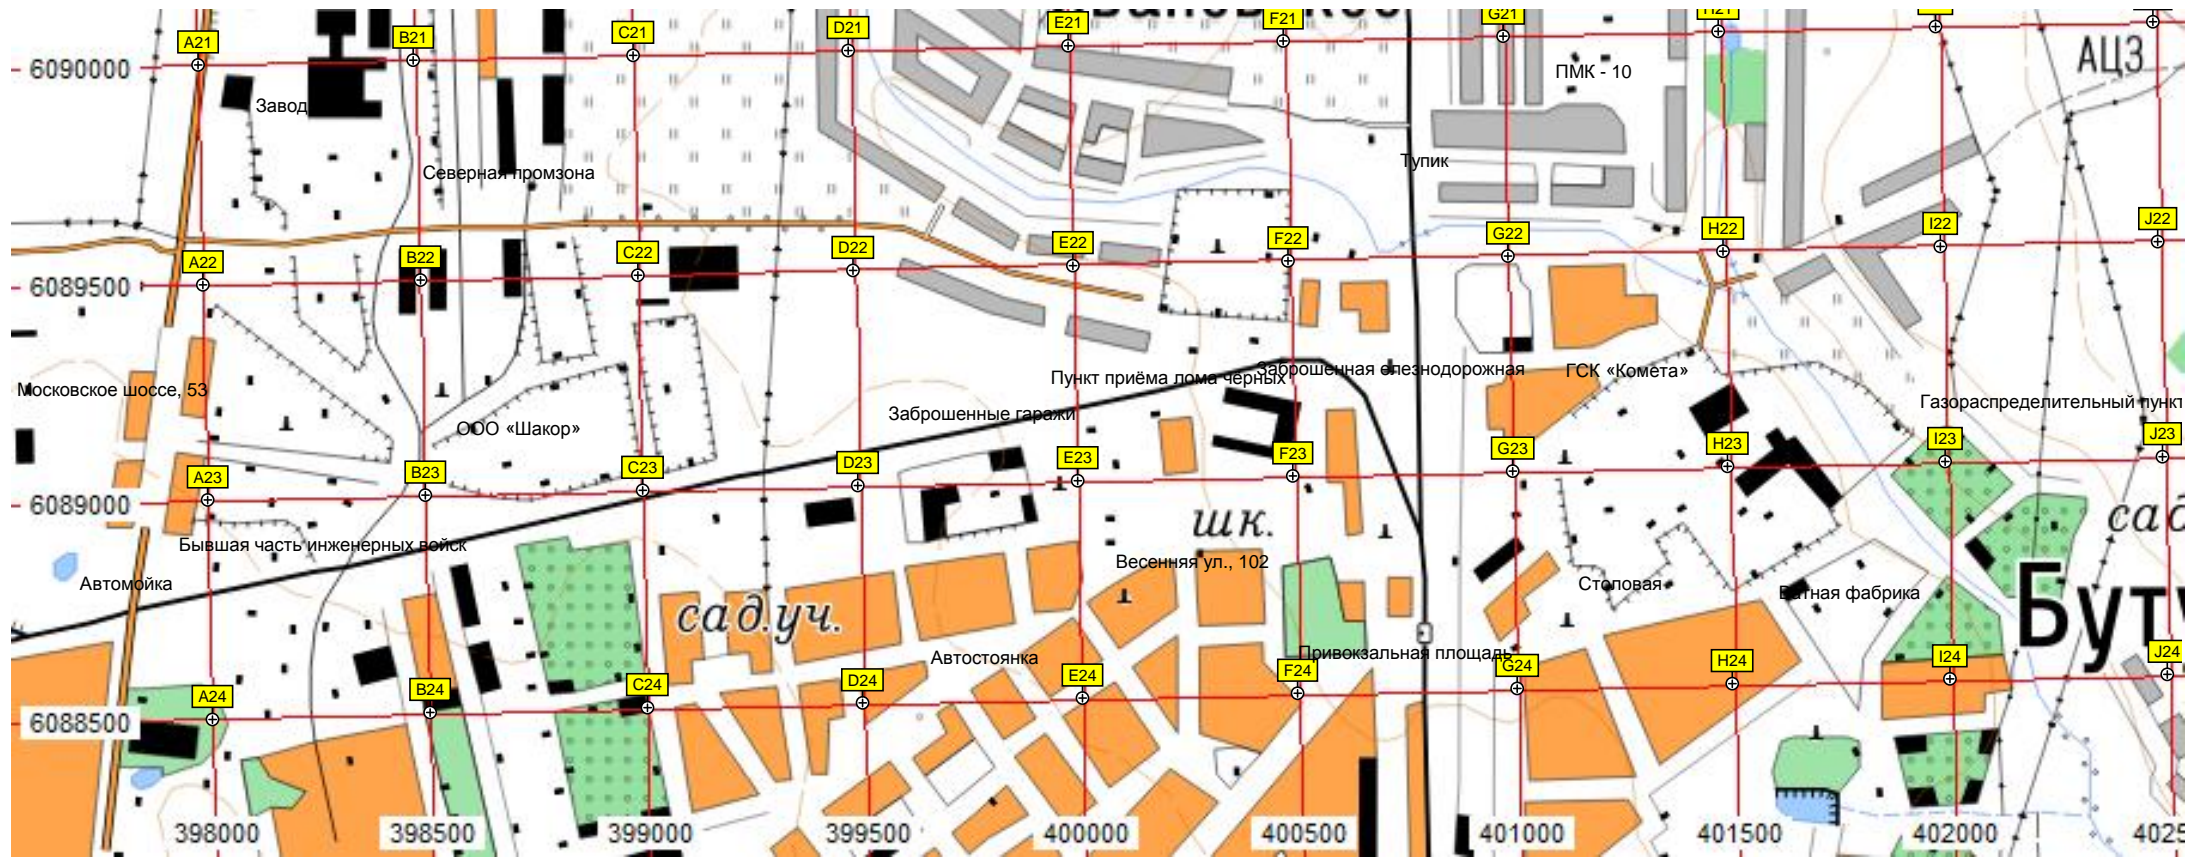 A21
B21
C21
D21
E21
F21
G21
H21
6090000
Завод
ПМК - 10
АЦЗ
Северная промзона
Тупик
A22
B22
C22
D22
E22
F22
G22
H22
I22
J22
6089500
Московское шоссе, 53
ООО «Шакор»
Заброшенные гаражи
Пункт приёма лома черных
Заброшенная
ГСК «Комета»
Газораспределительный пункт
A23
B23
C23
D23
E23
F23
G23
H23
I23
J23
6089000
Бывшая часть инженерных войск
Автомойка
шк.
Весенняя ул., 102
Столовая
Ватная фабрика
сад
Буту
сад.уч.
Автостоянка
Привокзальная площадь
A24
B24
C24
D24
E24
F24
G24
H24
I24
J24
6088500
398000
398500
399000
399500
400000
400500
401000
401500
402000
4025